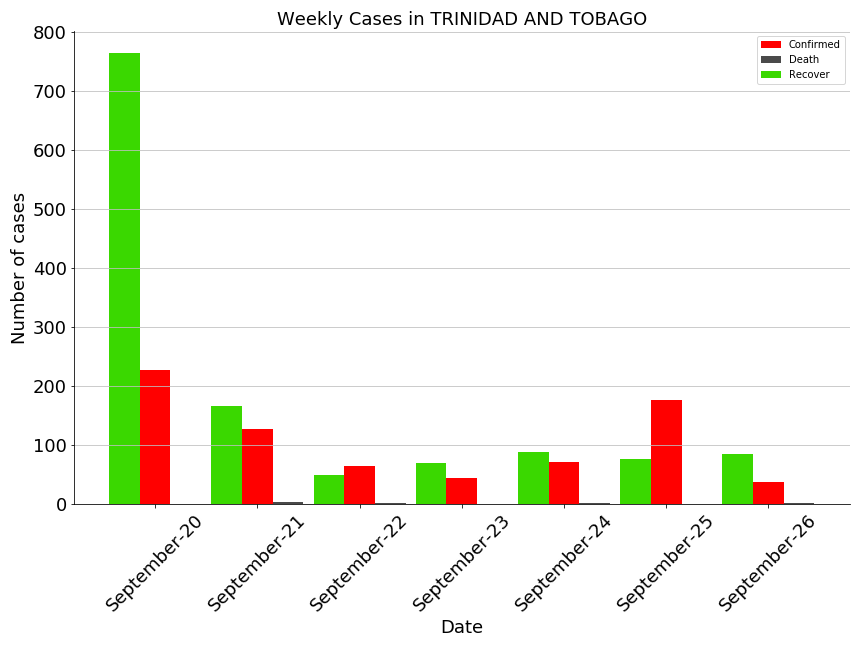 Weekly Cases in TRINIDAD AND TOBAGO
Confirmed
Death
Recover
Number of cases
800
700
600
500
400
300
200
100
0
September-20
September-21
September-22
September-23
September-24
September-25
September-26
Date